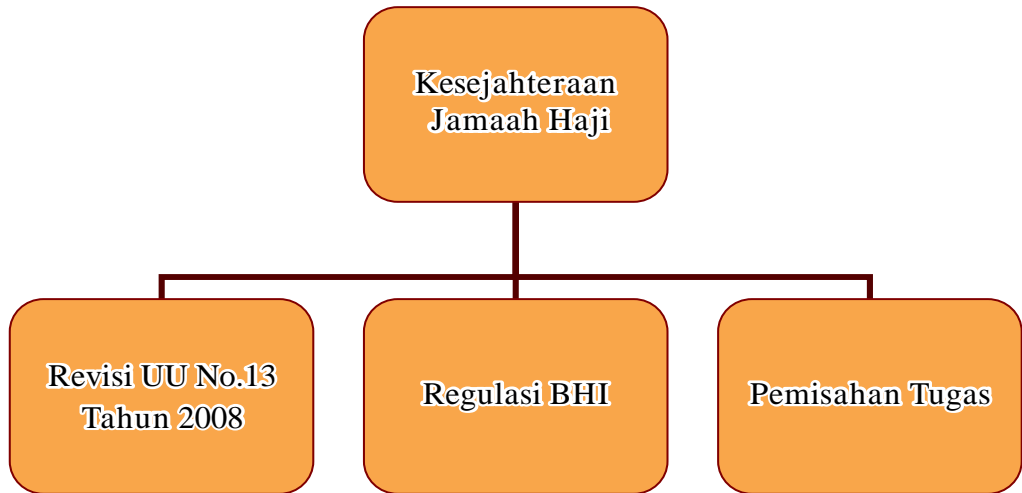 Kesejahteraan
Jamaah Haji
Revisi UU No.13
Tahun 2008
Regulasi BHI
Pemisahan Tugas